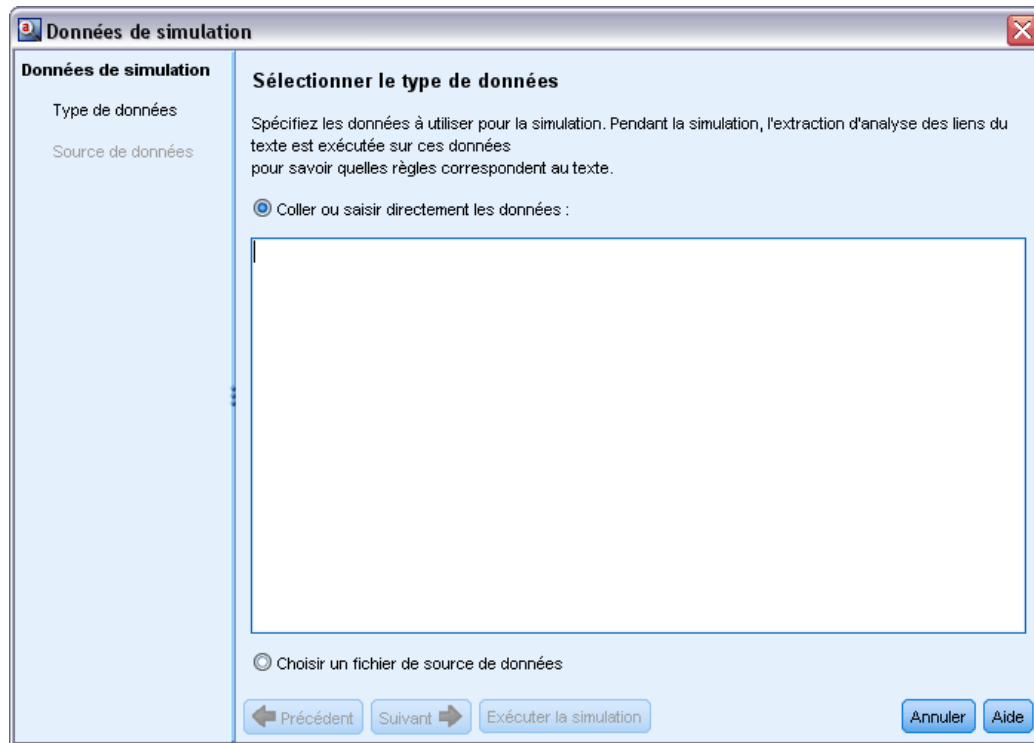 Données de simulation
Données de simulation
Type de données
Source de données
Sélectionner le type de données
Spécifiez les données à utiliser pour la simulation. Pendant la simulation, l'extraction d'analyse des liens du
texte est exécutée sur ces données
pour savoir quelles règles correspondent au texte.
Coller ou saisir directement les données :
Choisir un fichier de source de données
Précédent Suivant Exécuter la simulation Annuler Aide